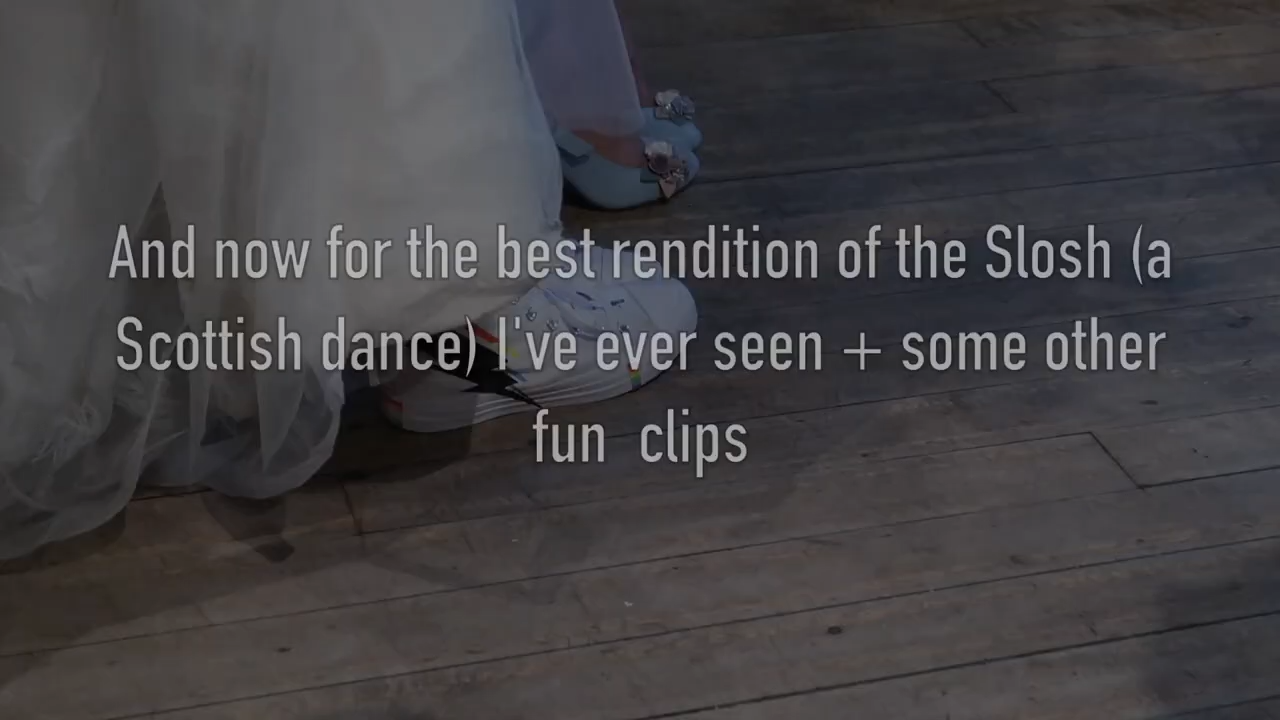 And now for the best rendition of the Slosh (a
Scottish dance) I've ever seen + some other
fun  clips